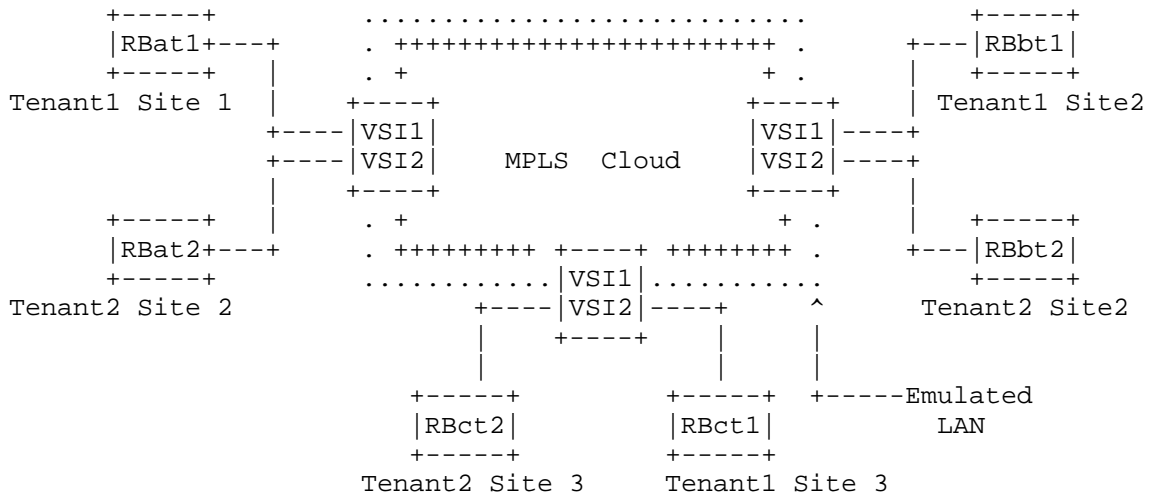 RBat1 RBbt1
Tenant1 Site 1 Tenant1 Site2
VSI1 VSI1
VSI2 MPLS Cloud VSI2
RBat2 RBbt2
VSI1
Tenant2 Site 2 VSI2 ^ Tenant2 Site2
Emulated
RBct2 RBct1 LAN
Tenant2 Site 3 Tenant1 Site 3